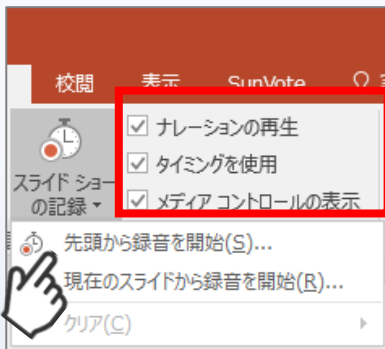 校閲 表示 SunVote
ナレーションの再生
タイミングを使用
スライド ショー
の記録
メディア コントロールの表示
先頭から録音を開始(S)...
現在のスライドから録音を開始(R)...
クリア(C)